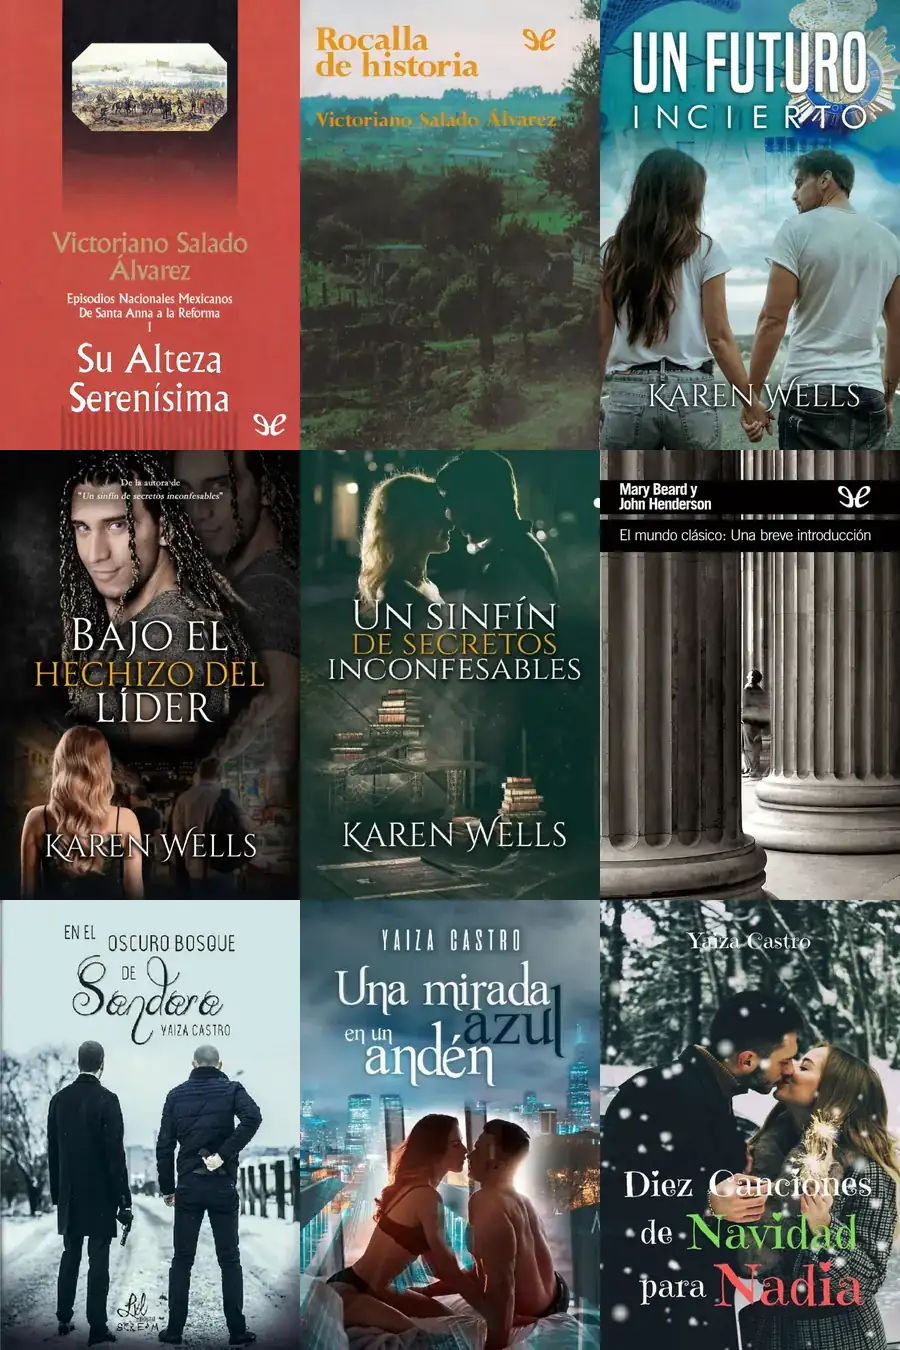 Victoriano Salado
Álvarez
Episodios Nacionales Mexicanos
De Santa Anna a la Reforma
I
Su Alteza
Serenísima
Rocalla
de historia
Victoriano Salado Álvarez
UN FUTURO
INCIERTO
KAREN WELLS
De la autora de
"Un sinfín de secretos inconfesables"
BAJO EL
HECHIZO DEL
LÍDER
KAREN WELLS
UN SINFÍN
DE SECRETOS
INCONFESABLES
KAREN WELLS
Mary Beard y
John Henderson
El mundo clásico: Una breve introducción
EN EL
OSCURO BOSQUE
DE
Sandara
YAIZA CASTRO
YAIZA CASTRO
Una mirada
azul
en un
andén
Yaiza Castro
Diez Canciones
de Navidad
para Nadia